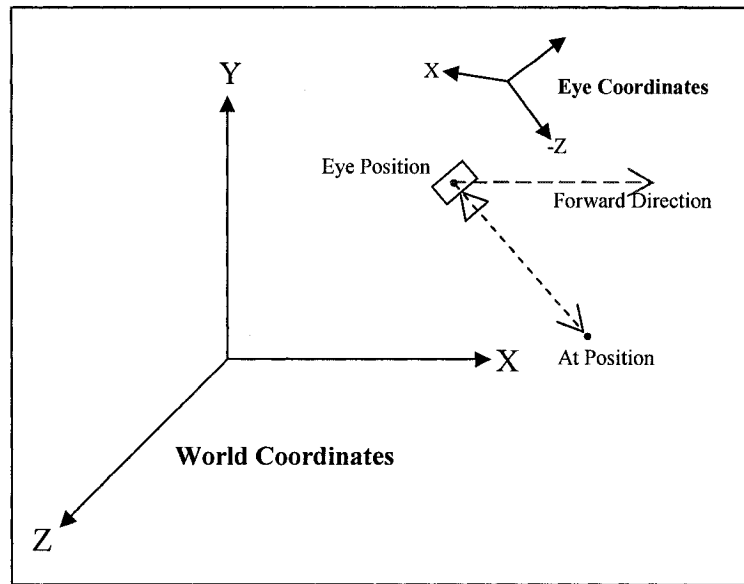 Y
X
Eye Coordinates
-Z
Eye Position
Forward Direction
X
At Position
World Coordinates
Z